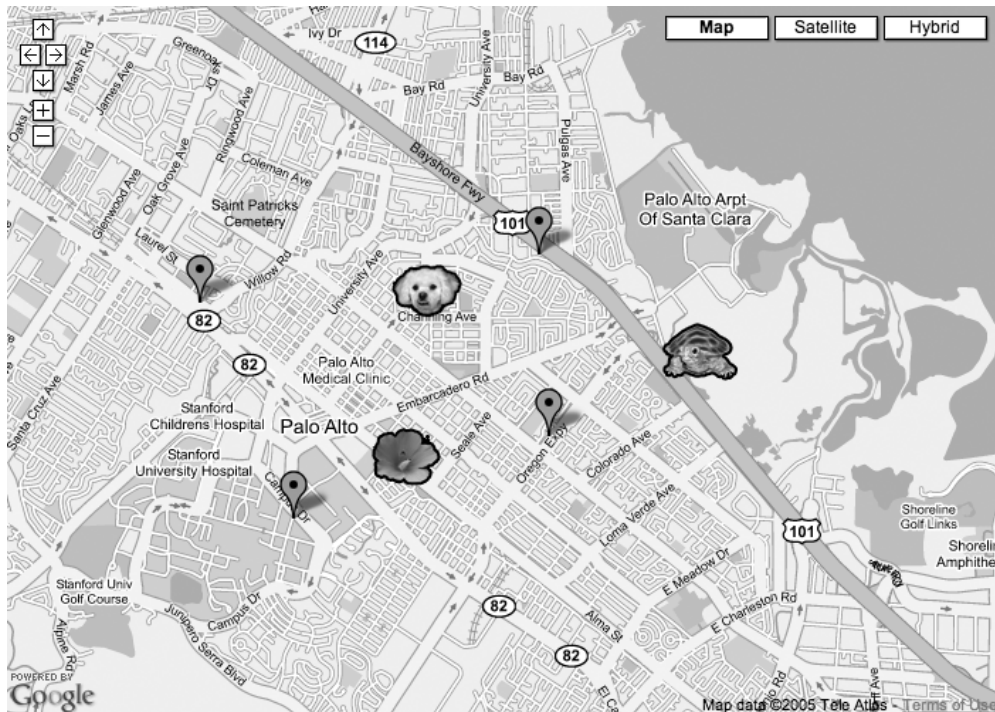 Map
Satellite
Hybrid
Ivy Dr
114
Marsh Rd
James Ave
Greenoak
University Ave
Bay Rd
Bay Rd
Ringwood Ave
Pulgas Ave
Bayshore Fwy
Oak Grove Ave
Coleman Ave
Glenwood Ave
Saint Patricks
Cemetery
Palo Alto Arpt
Of Santa Clara
101
Laurel St
Willow Rd
University Ave
82
Channing Ave
82
Palo Alto
Medical Clinic
Santa Cruz Ave
Embarcadero Rd
Stanford
Childrens Hospital
Palo Alto
Seale Ave
Oregon Expy
Colorado Ave
Stanford
University Hospital
Loma Verde Ave
Shoreline
Golf Links
101
E Meadow Dr
Stanford Univ
Golf Course
Campus Dr
82
E Charleston Rd
Alma St
Junipero Serra Blvd
82
Alpine Rd
POWERED BY
Google
Map data ©2005 Tele Atlas - Terms of Use